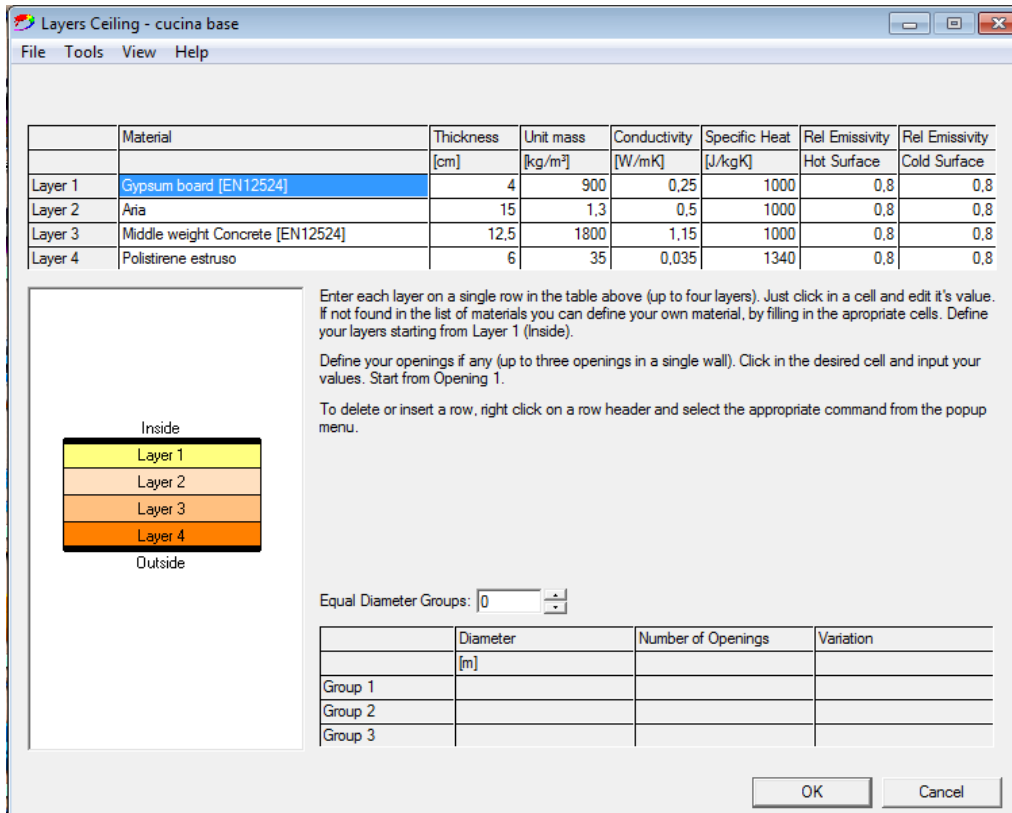 Layers Ceiling - cucina base
File Tools View Help
Material Thickness Unit mass Conductivity Specific Heat Rel Emissivity Rel Emissivity
[cm] [kg/m³] [W/mK] [J/kgK] Hot Surface Cold Surface
Layer 1 Gypsum board [EN12524] 4 900 0,25 1000 0,8 0,8
Layer 2 Aria 15 1,3 0,5 1000 0,8 0,8
Layer 3 Middle weight Concrete [EN12524] 12,5 1800 1,15 1000 0,8 0,8
Layer 4 Polistirene estruso 6 35 0,035 1340 0,8 0,8
Enter each layer on a single row in the table above (up to four layers). Just click in a cell and edit it's value.
If not found in the list of materials you can define your own material, by filling in the apropriate cells. Define
your layers starting from Layer 1 (Inside).
Define your openings if any (up to three openings in a single wall). Click in the desired cell and input your
values. Start from Opening 1.
To delete or insert a row, right click on a row header and select the appropriate command from the popup
menu.
Inside
Layer 1
Layer 2
Layer 3
Layer 4
Outside
Equal Diameter Groups: 0
Diameter Number of Openings Variation
[m]
Group 1
Group 2
Group 3
OK Cancel